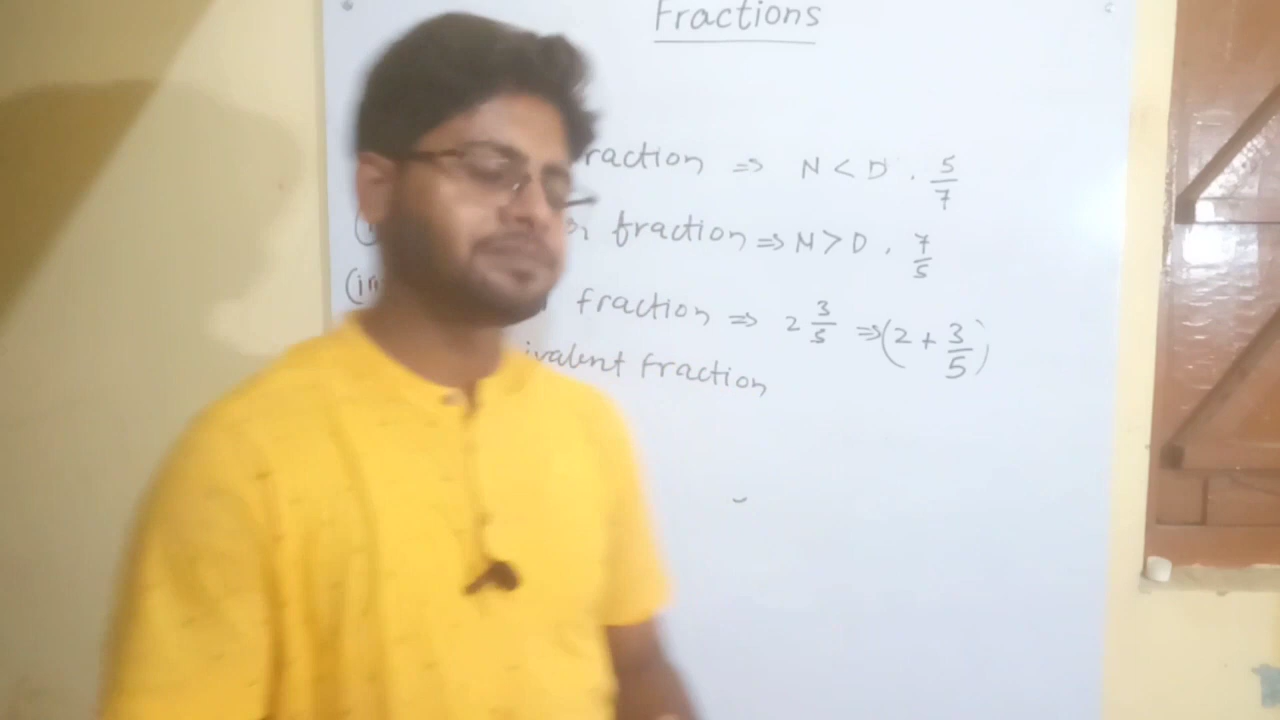 Fractions
raction ⇒ N < D . 5/7
fraction ⇒ N > D . 7/5
fraction ⇒ 2 3/5 ⇒ (2 + 3/5)
ivalent fraction